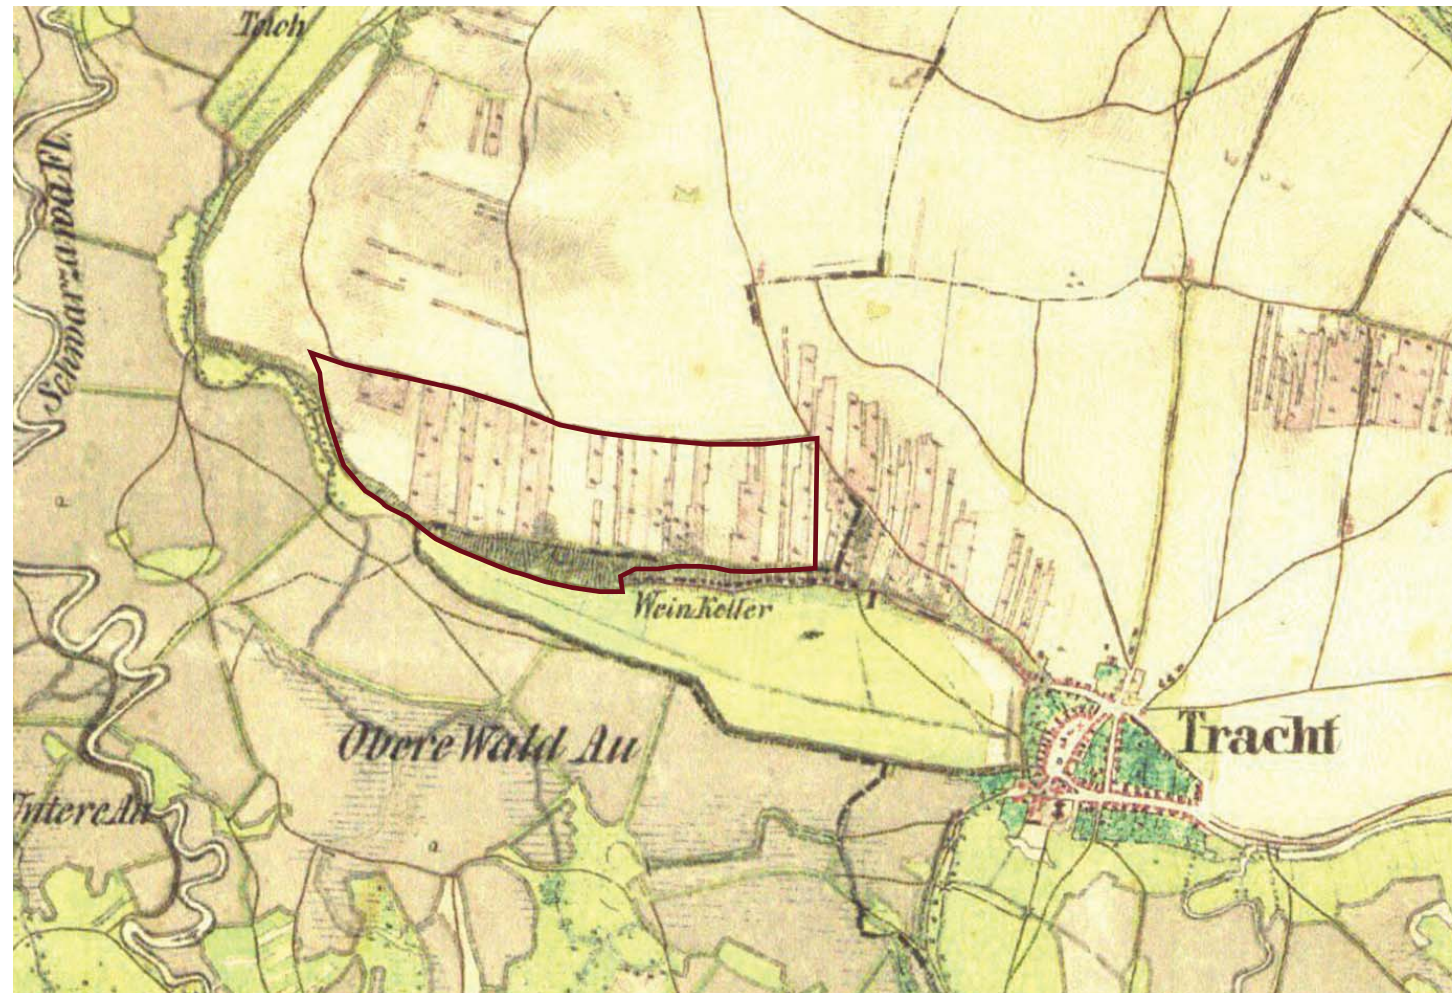 Teich
Schwarzawa Fl.
Wein Keller
Obere Wald Au
Tracht
Untere Au